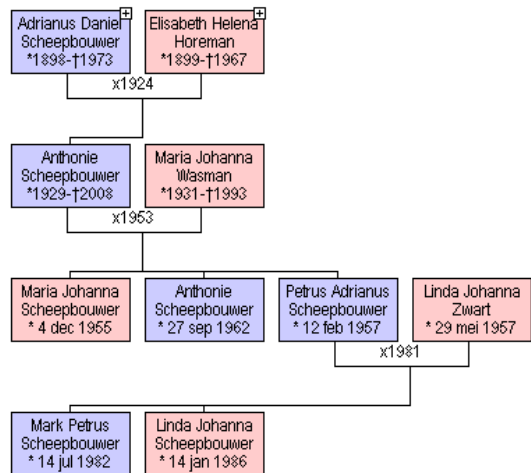 Adrianus Daniel
Scheepbouwer
*1898-†1973
Elisabeth Helena
Horeman
*1899-†1967
x1924
Anthonie
Scheepbouwer
*1929-†2008
Maria Johanna
Wasman
*1931-†1993
x1953
Maria Johanna
Scheepbouwer
* 4 dec 1955
Anthonie
Scheepbouwer
* 27 sep 1962
Petrus Adrianus
Scheepbouwer
* 12 feb 1957
Linda Johanna
Zwart
* 29 mei 1957
x1981
Mark Petrus
Scheepbouwer
* 14 jul 1982
Linda Johanna
Scheepbouwer
* 14 jan 1986